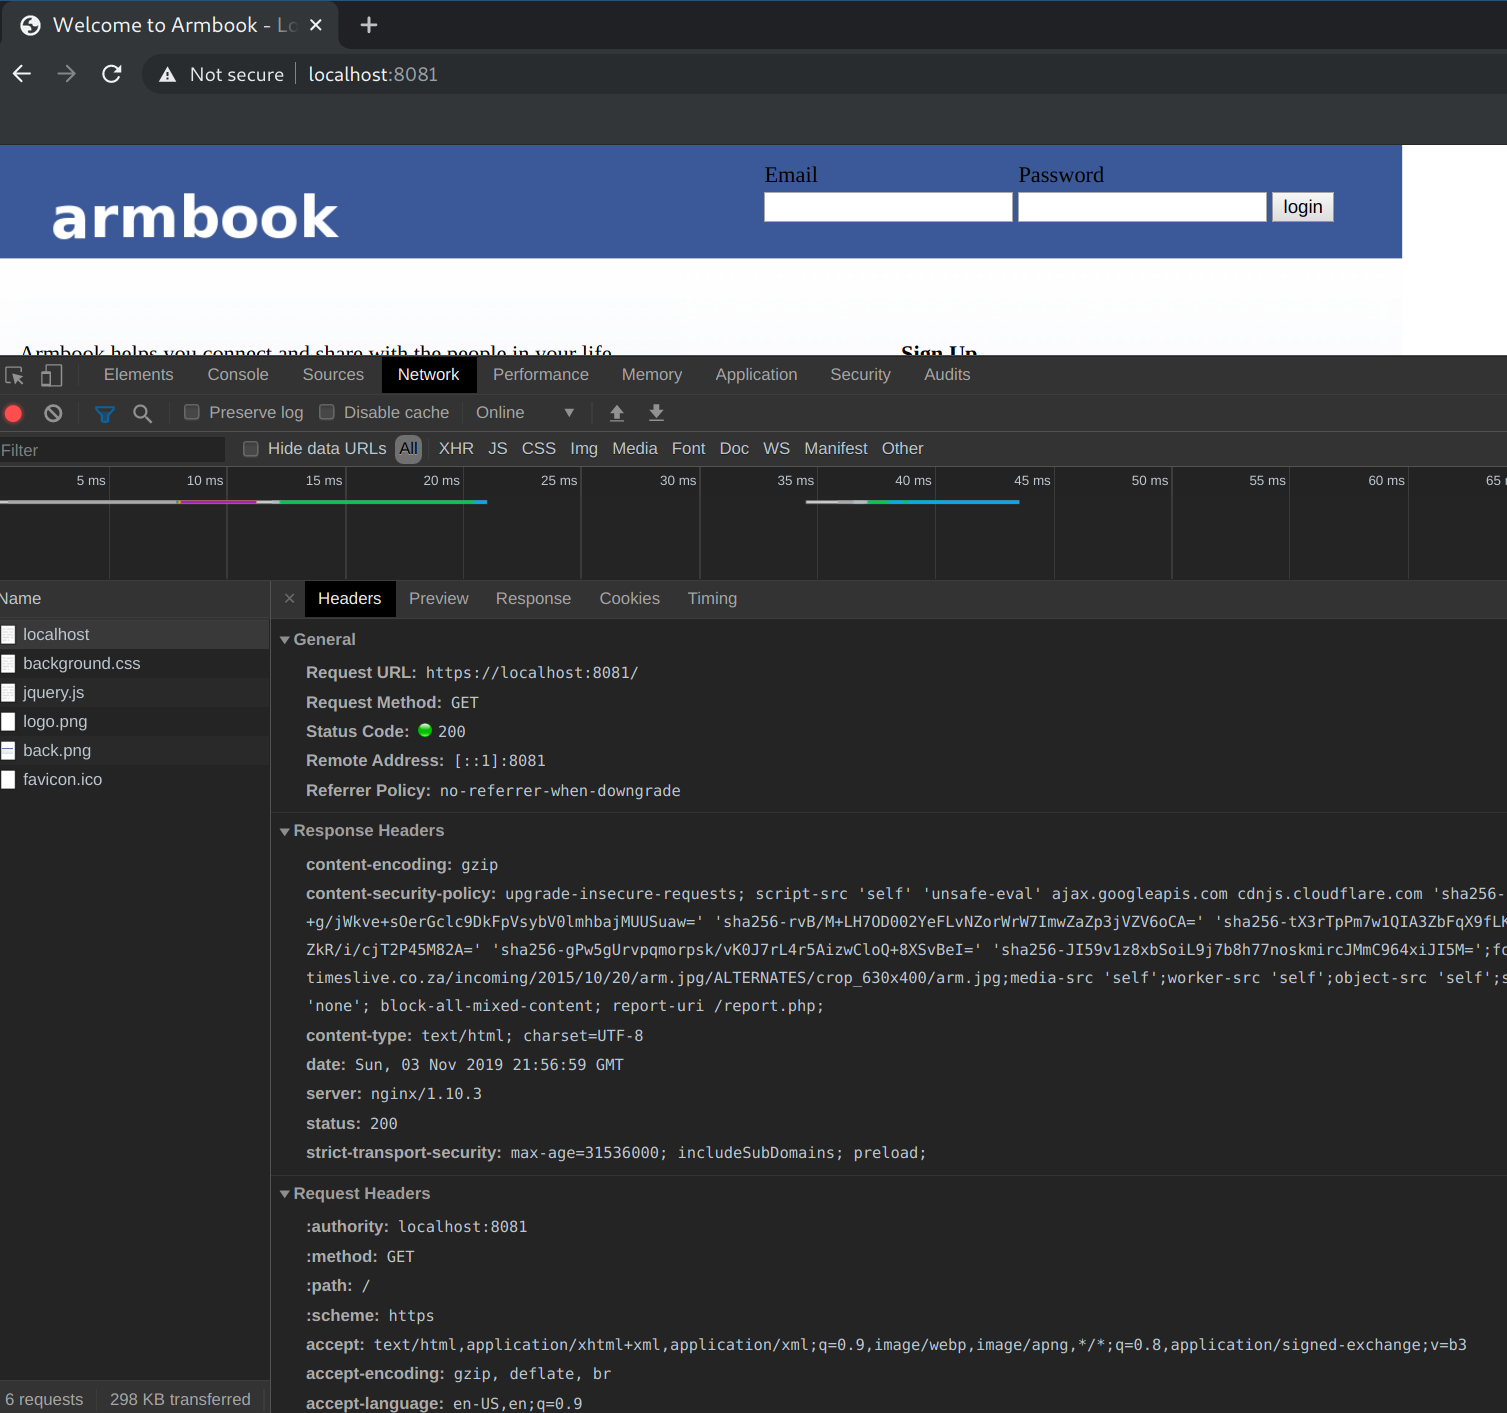 Welcome to Armbook - Lo
Not secure localhost:8081
Email Password
armbook login
Armbook helps you connect and share with the people in your life. Sign Up
Elements Console Sources Network Performance Memory Application Security Audits
Preserve log Disable cache Online
Filter Hide data URLs All XHR JS CSS Img Media Font Doc WS Manifest Other
5 ms 10 ms 15 ms 20 ms 25 ms 30 ms 35 ms 40 ms 45 ms 50 ms 55 ms 60 ms 65
Name
localhost
background.css
jquery.js
logo.png
back.png
favicon.ico
Headers Preview Response Cookies Timing
General
Request URL: https://localhost:8081/
Request Method: GET
Status Code: 200
Remote Address: [::1]:8081
Referrer Policy: no-referrer-when-downgrade
Response Headers
content-encoding: gzip
content-security-policy: upgrade-insecure-requests; script-src 'self' 'unsafe-eval' ajax.googleapis.com cdnjs.cloudflare.com 'sha256-
+g/jWkve+sOerGclc9DkFpVsybV0lmhbajMUUSuaw=' 'sha256-rvB/M+LH7OD002YeFLvNZorWrW7ImwZaZp3jVZV6oCA=' 'sha256-tX3rTpPm7w1QIA3ZbFqX9fLK
ZkR/i/cjT2P45M82A=' 'sha256-gPw5gUrvpqmorpsk/vK0J7rL4r5AizwCloQ+8XSvBeI=' 'sha256-JI59v1z8xbSoiL9j7b8h77noskmircJMmC964xiJI5M=';fo
timeslive.co.za/incoming/2015/10/20/arm.jpg/ALTERNATES/crop_630x400/arm.jpg;media-src 'self';worker-src 'self';object-src 'self';s
'none'; block-all-mixed-content; report-uri /report.php;
content-type: text/html; charset=UTF-8
date: Sun, 03 Nov 2019 21:56:59 GMT
server: nginx/1.10.3
status: 200
strict-transport-security: max-age=31536000; includeSubDomains; preload;
Request Headers
:authority: localhost:8081
:method: GET
:path: /
:scheme: https
accept: text/html,application/xhtml+xml,application/xml;q=0.9,image/webp,image/apng,*/*;q=0.8,application/signed-exchange;v=b3
accept-encoding: gzip, deflate, br
accept-language: en-US,en;q=0.9
6 requests 298 KB transferred